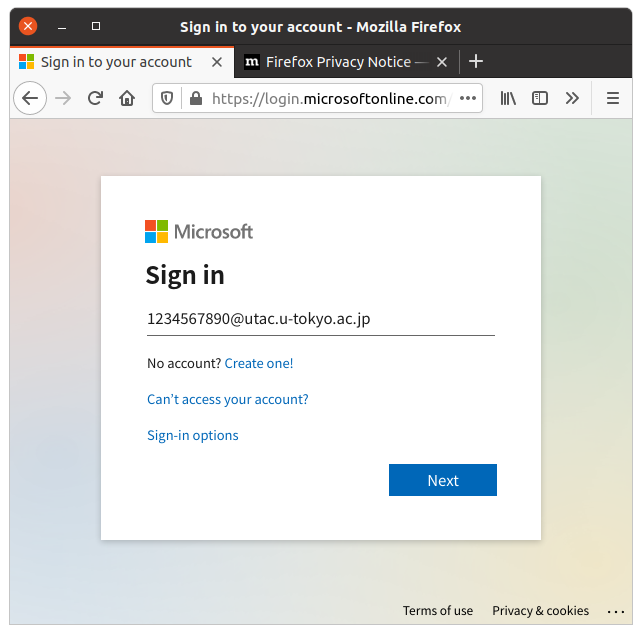 Sign in to your account - Mozilla Firefox
Sign in to your account
m Firefox Privacy Notice —
https://login.microsoftonline.com/
Microsoft
Sign in
1234567890@utac.u-tokyo.ac.jp
No account? Create one!
Can't access your account?
Sign-in options
Next
Terms of use Privacy & cookies ...